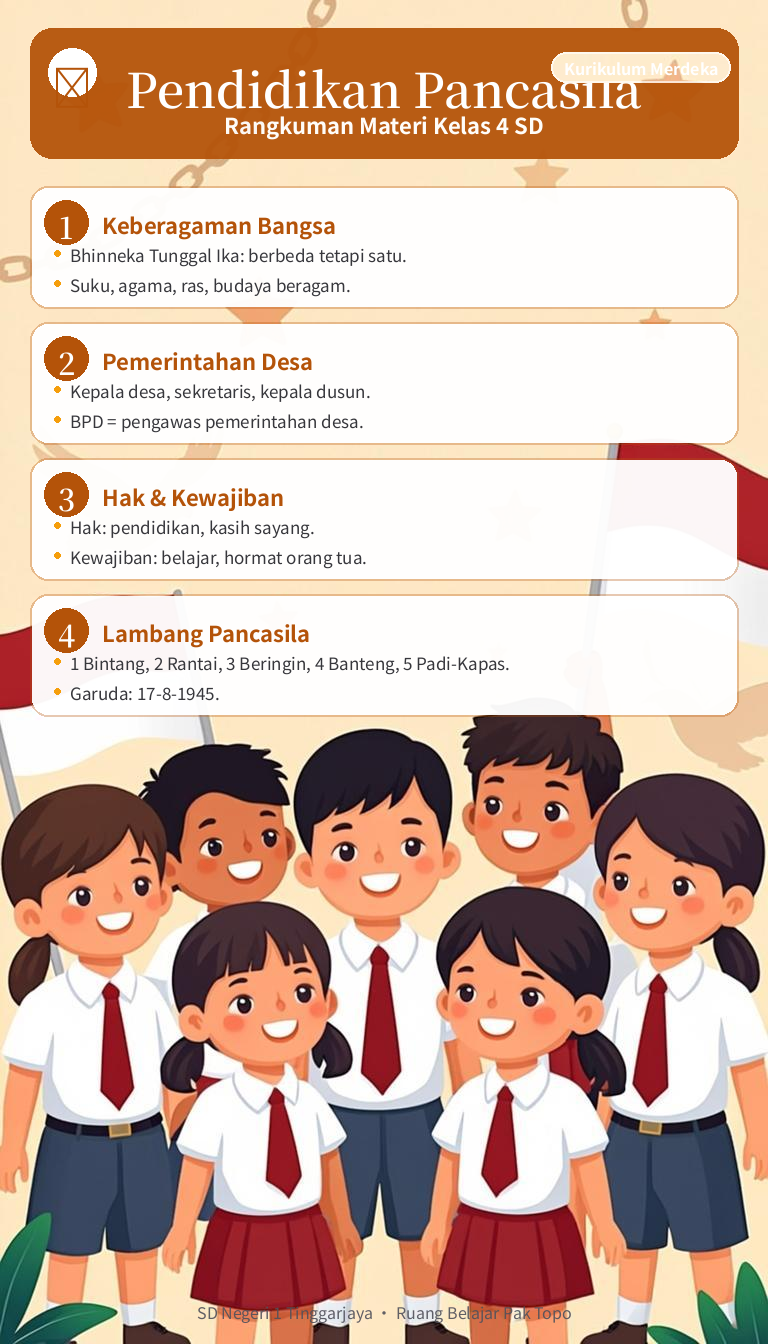 Kurikulum Merdeka
Pendidikan Pancasila
Rangkuman Materi Kelas 4 SD
1 Keberagaman Bangsa
• Bhinneka Tunggal Ika: berbeda tetapi satu.
• Suku, agama, ras, budaya beragam.
2 Pemerintahan Desa
• Kepala desa, sekretaris, kepala dusun.
• BPD = pengawas pemerintahan desa.
3 Hak & Kewajiban
• Hak: pendidikan, kasih sayang.
• Kewajiban: belajar, hormat orang tua.
4 Lambang Pancasila
• 1 Bintang, 2 Rantai, 3 Beringin, 4 Banteng, 5 Padi-Kapas.
• Garuda: 17-8-1945.
SD Negeri 1 Tinggarjaya • Ruang Belajar Pak Topo